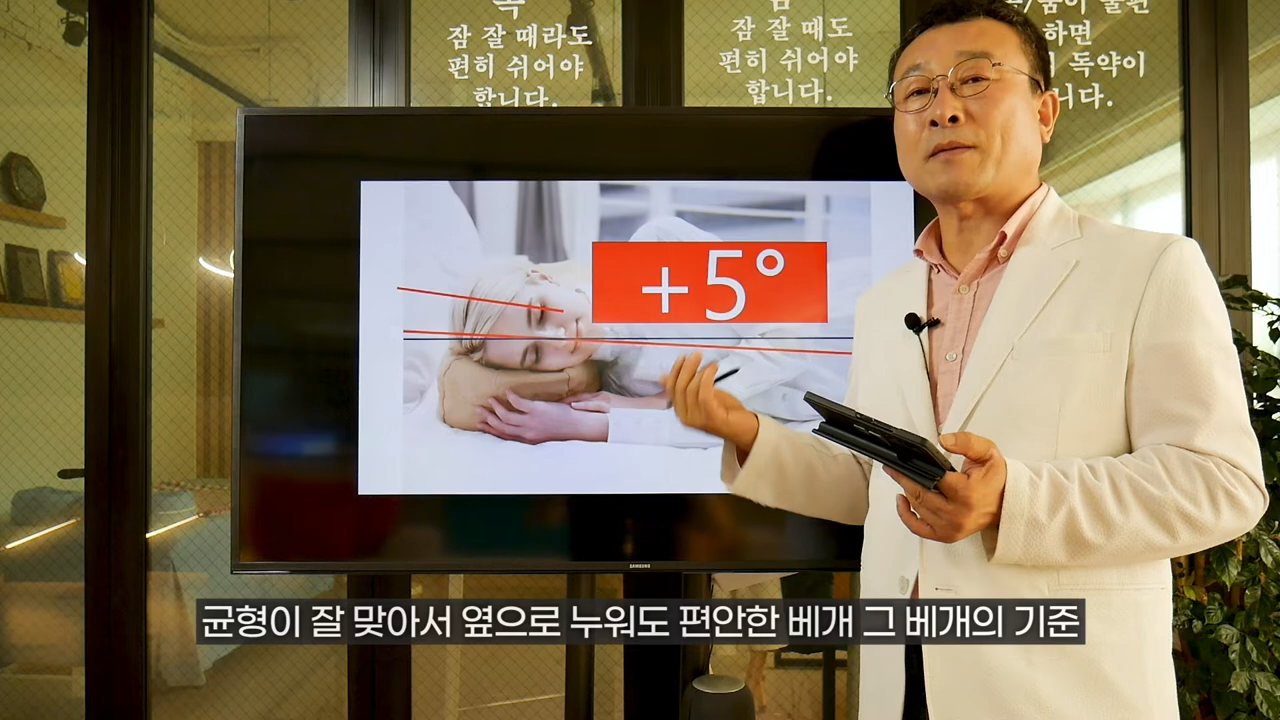 목
잠 잘 때라도
편히 쉬어야
합니다.
잠 잘 때도
편히 쉬어야
합니다.
불편
하면
독약이
니다.
+5°
SAMSUNG
균형이 잘 맞아서 옆으로 누워도 편안한 베개 그 베개의 기준